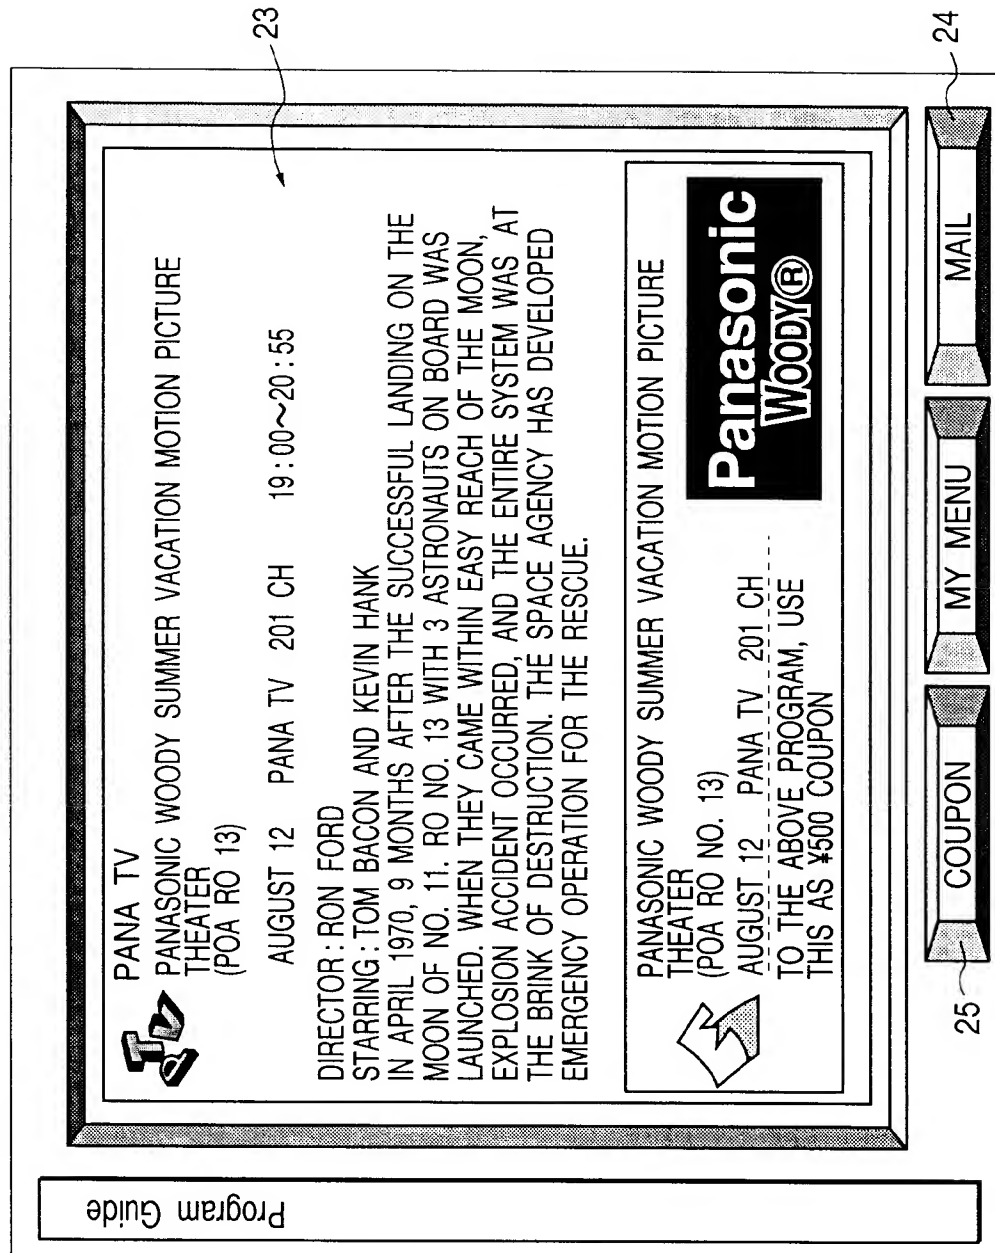 Program Guide
23
PANA TV
PANASONIC WOODY SUMMER VACATION MOTION PICTURE
THEATER
(POA RO 13)
AUGUST 12 PANA TV 201 CH 19:00~20:55
DIRECTOR : RON FORD
STARRING : TOM BACON AND KEVIN HANK
IN APRIL 1970, 9 MONTHS AFTER THE SUCCESSFUL LANDING ON THE
MOON OF NO. 11. RO NO. 13 WITH 3 ASTRONAUTS ON BOARD WAS
LAUNCHED. WHEN THEY CAME WITHIN EASY REACH OF THE MOON,
EXPLOSION ACCIDENT OCCURRED, AND THE ENTIRE SYSTEM WAS AT
THE BRINK OF DESTRUCTION. THE SPACE AGENCY HAS DEVELOPED
EMERGENCY OPERATION FOR THE RESCUE.
PANASONIC WOODY SUMMER VACATION MOTION PICTURE
THEATER
(POA RO NO. 13)
AUGUST 12 PANA TV 201 CH
TO THE ABOVE PROGRAM, USE
THIS AS ¥500 COUPON
Panasonic
WOODY®
COUPON
MY MENU
MAIL
25
24
P
TV